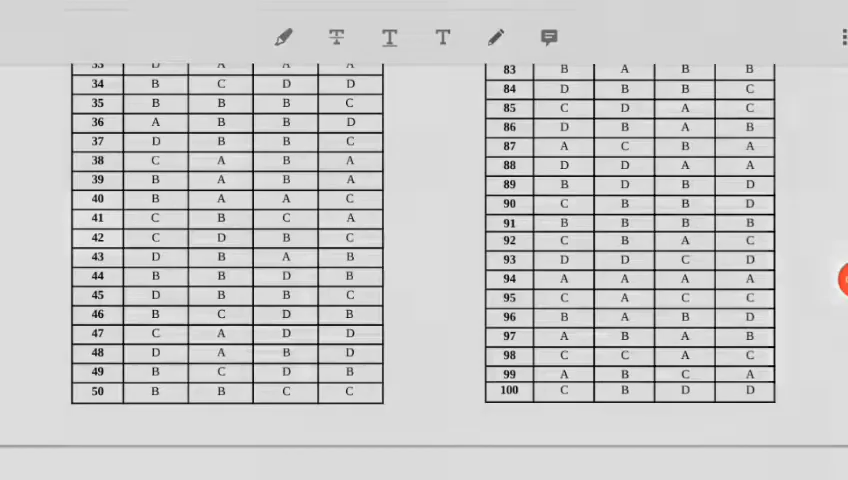 33 D A A A
34 B C D D
35 B B B C
36 A B B D
37 D B B C
38 C A B A
39 B A B A
40 B A A C
41 C B C A
42 C D B C
43 D B A B
44 B B D B
45 D B B C
46 B C D B
47 C A D D
48 D A B D
49 B C D B
50 B B C C
83 B A B B
84 D B B C
85 C D A C
86 D B A B
87 A C B A
88 D D A A
89 B D B D
90 C B B D
91 B B B B
92 C B A C
93 D D C D
94 A A A A
95 C A C C
96 B A B D
97 A B A B
98 C C A C
99 A B C A
100 C B D D